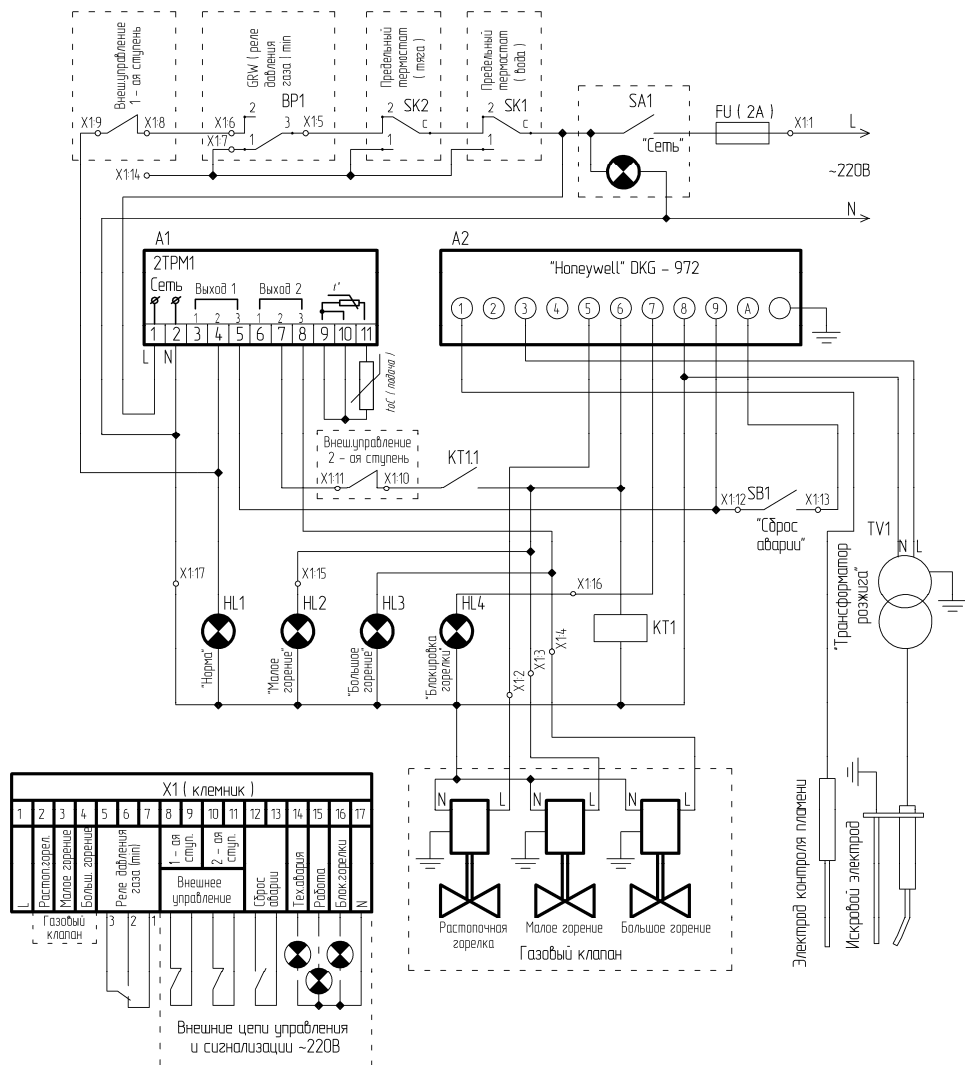 Внеш.управление
1 - ая ступень
GRW ( реле
давления
газа ) min
Предельный
термостат
( тяга )
Предельный
термостат
( вода )
BP1
SK2
SK1
SA1
FU ( 2A )
X1:9
X1:8
X1:6
2
3
X1:5
2
C
2
C
"Сеть"
X1:1
L
X1:7
1
1
1
X1:14
~220В
N
A1
A2
2ТРМ1
"Honeywell" DKG - 972
Сеть
Выход 1
Выход 2
t°
1 2 3 1 2 3
1 2 3 4 5 6 7 8 9 A
1 2 3 4 5 6 7 8 9 10 11
L N
toC ( подача )
Внеш.управление
2 - ая ступень
X1:11
X1:10
KT1.1
X1:12
SB1
X1:13
"Сброс
аварии"
TV1
N L
"Трансформатор
розжига"
X1:17
X1:15
X1:16
HL1
HL2
HL3
HL4
KT1
"Норма"
"Малое
горение"
"Большое
горение"
"Блокировка
горелки"
X1:2
X1:3
X1:4
X1 ( клемник )
1 2 3 4 5 6 7 8 9 10 11 12 13 14 15 16 17
L
Растоп.горел.
Малое горение
Больш. горение
Реле давления
газа (min)
1 - ая
ступ.
2 - ая
ступ.
Внешнее
управление
Сброс
аварии
Тех.авария
Работа
Блок.горелки
N
Газовый
клапан
3 2 1
Внешние цепи управления
и сигнализации ~220В
N L N L N L
Растопочная
горелка
Малое горение
Большое горение
Газовый клапан
Электрод контроля пламени
Искровой электрод